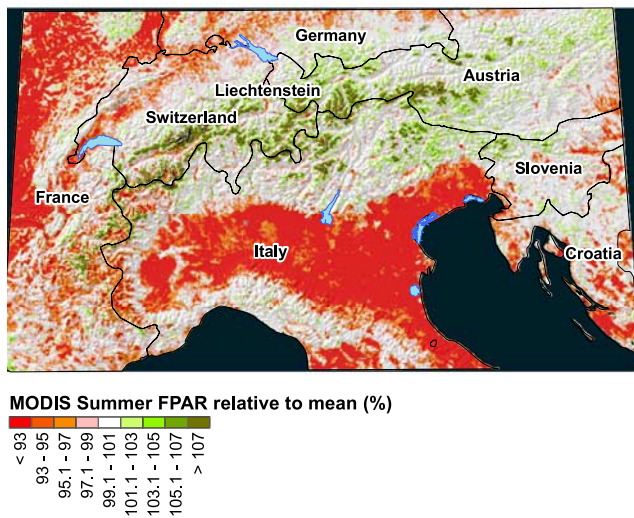 Germany
Austria
Liechtenstein
Switzerland
Slovenia
France
Italy
Croatia
MODIS Summer FPAR relative to mean (%)
< 93
93 - 95
95.1 - 97
97.1 - 99
99.1 - 101
101.1 - 103
103.1 - 105
105.1 - 107
> 107